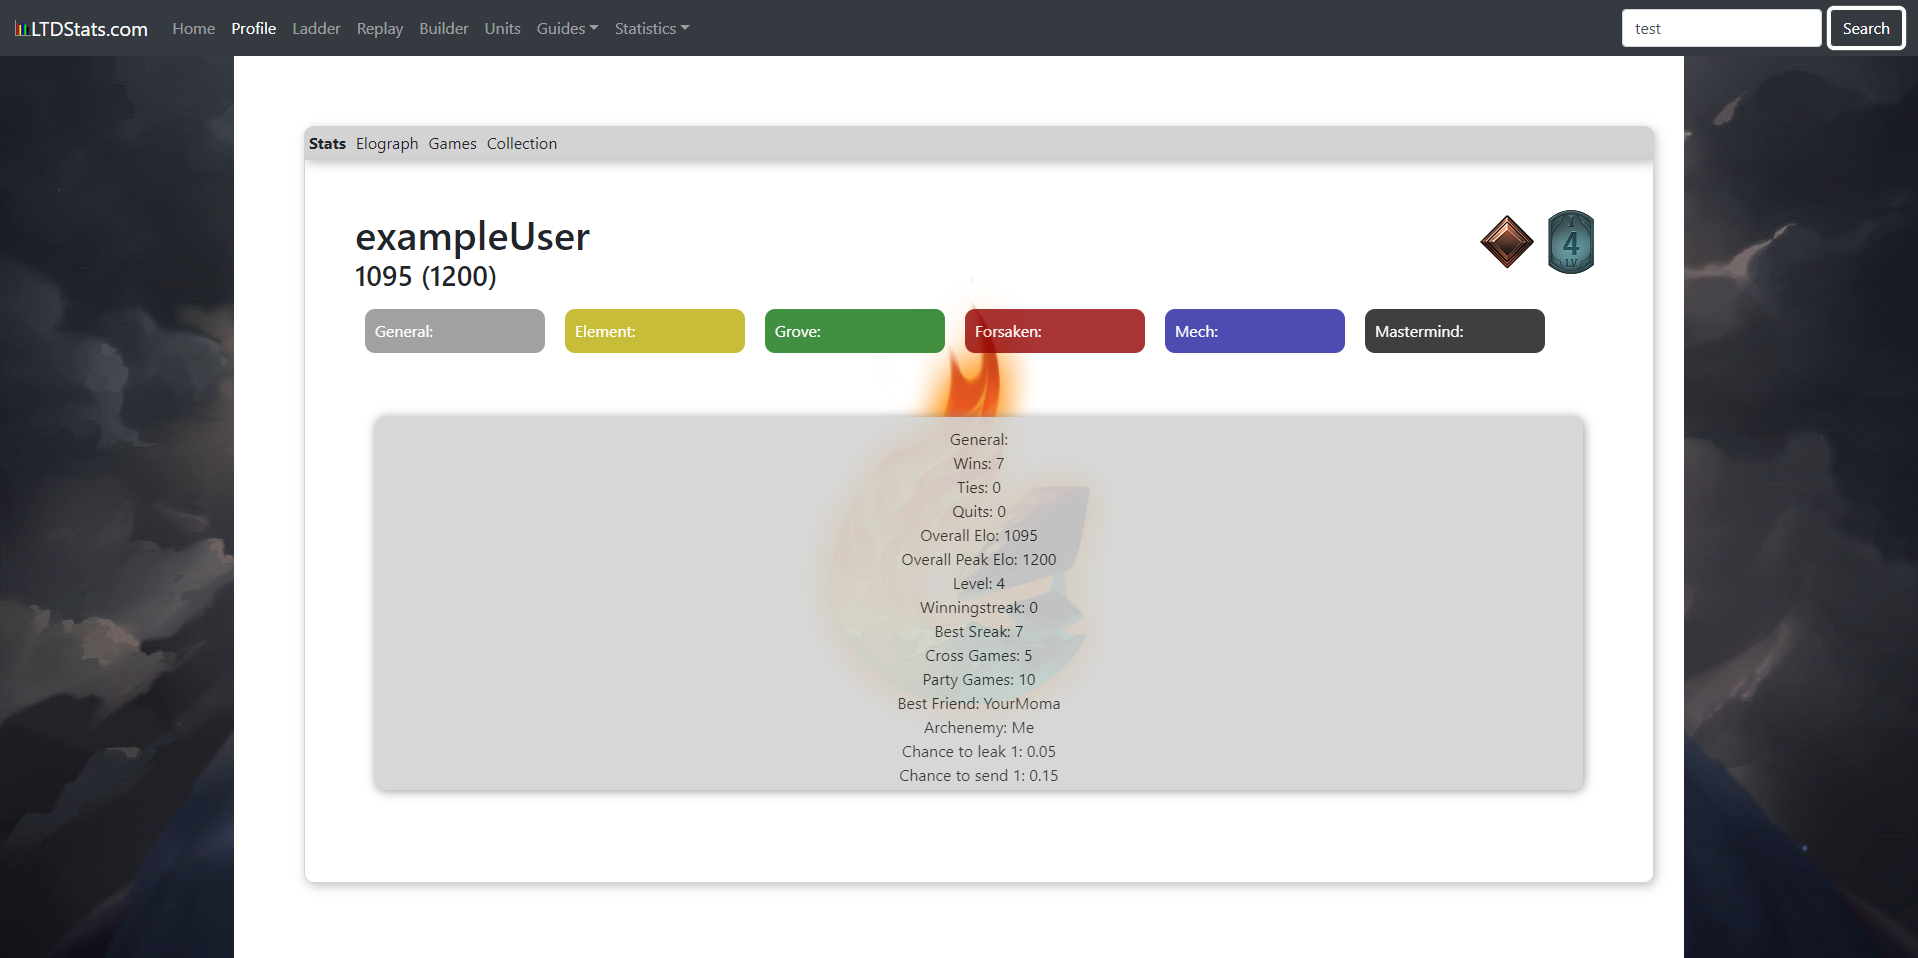 LTDStats.com Home Profile Ladder Replay Builder Units Guides Statistics test Search
Stats Elograph Games Collection
exampleUser
1095 (1200)
4
LV
General: Element: Grove: Forsaken: Mech: Mastermind:
General:
Wins: 7
Ties: 0
Quits: 0
Overall Elo: 1095
Overall Peak Elo: 1200
Level: 4
Winningstreak: 0
Best Sreak: 7
Cross Games: 5
Party Games: 10
Best Friend: YourMoma
Archenemy: Me
Chance to leak 1: 0.05
Chance to send 1: 0.15